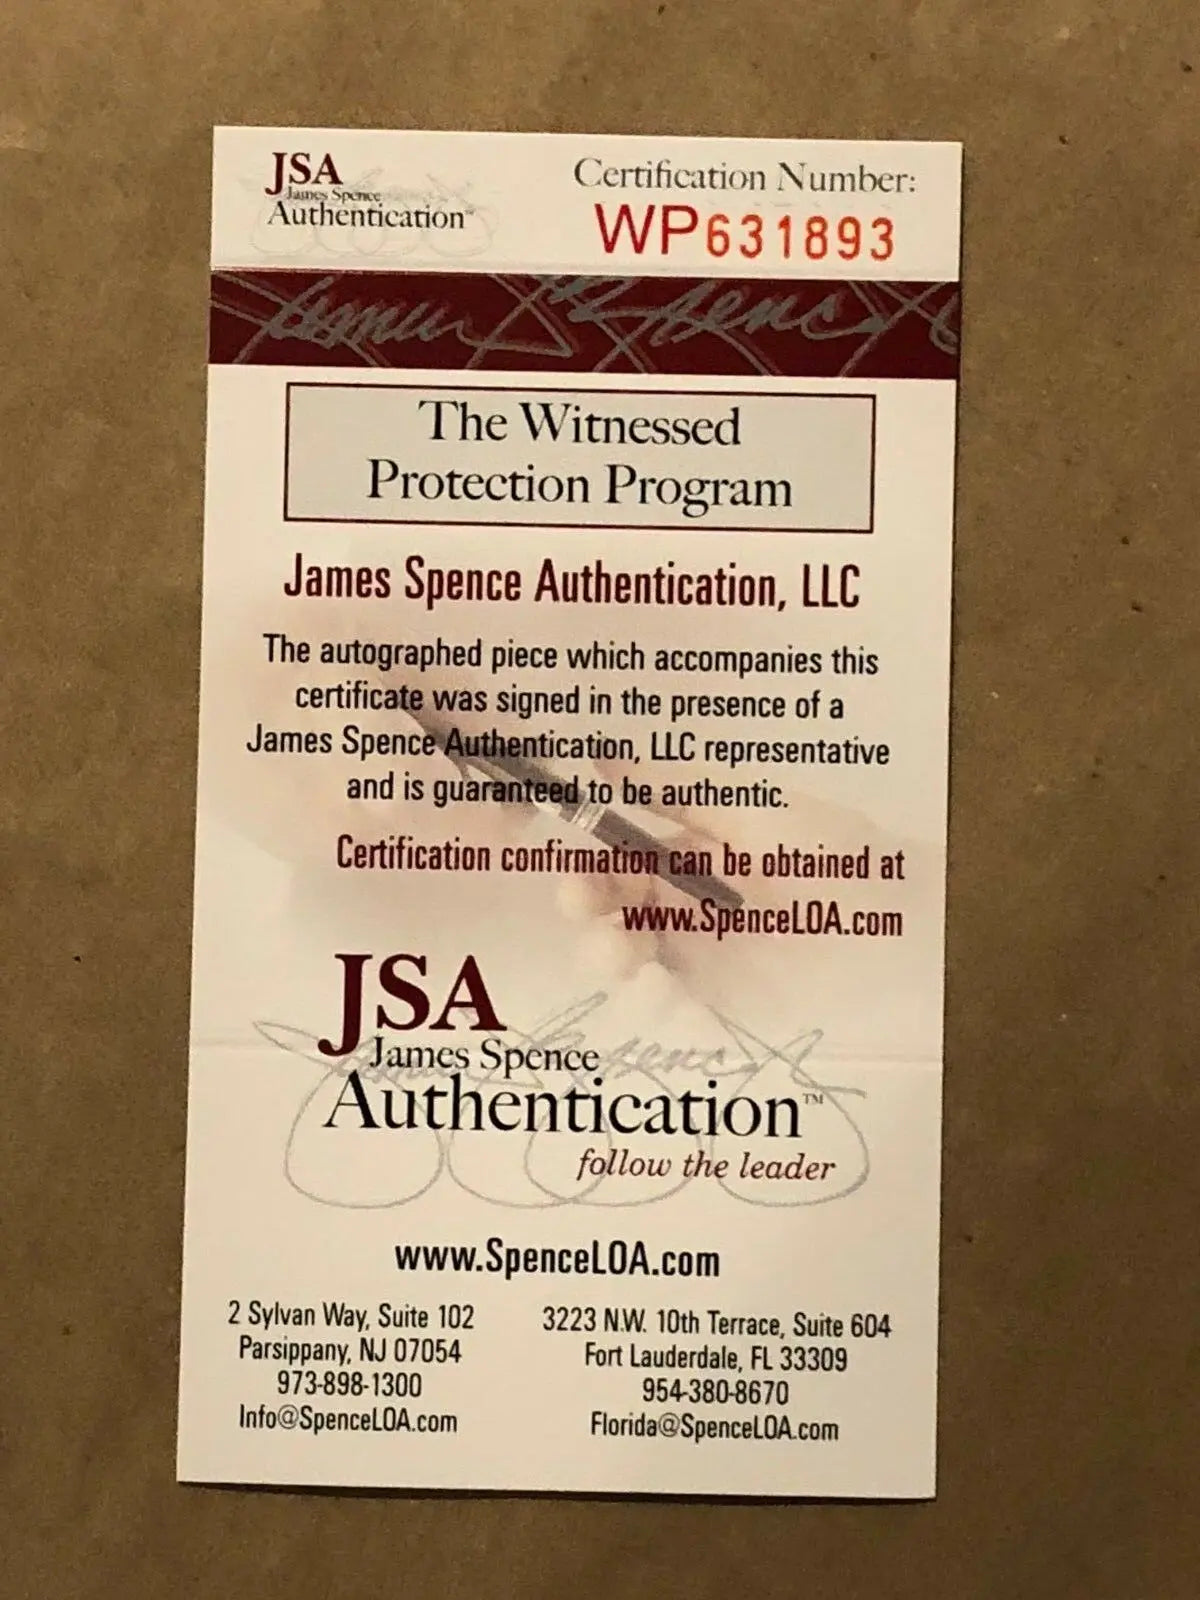 JSA
James Spence
Authentication™
Certification Number:
WP631893
James Spence
The Witnessed
Protection Program
James Spence Authentication, LLC
The autographed piece which accompanies this
certificate was signed in the presence of a
James Spence Authentication, LLC representative
and is guaranteed to be authentic.
Certification confirmation can be obtained at
www.SpenceLOA.com
JSA
James Spence
Authentication™
follow the leader
www.SpenceLOA.com
2 Sylvan Way, Suite 102
Parsippany, NJ 07054
973-898-1300
Info@SpenceLOA.com
3223 N.W. 10th Terrace, Suite 604
Fort Lauderdale, FL 33309
954-380-8670
Florida@SpenceLOA.com